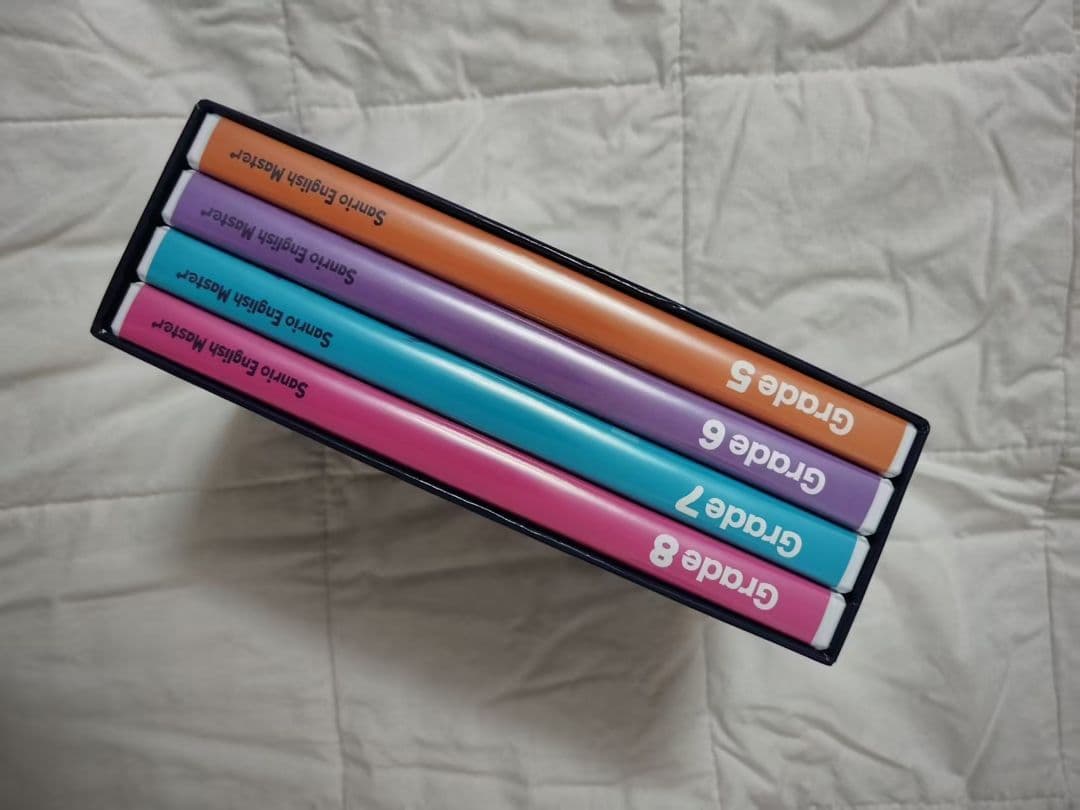 Grade 8 Sanrio English Master+
Grade 7 Sanrio English Master+
Grade 6 Sanrio English Master+
Grade 5 Sanrio English Master+